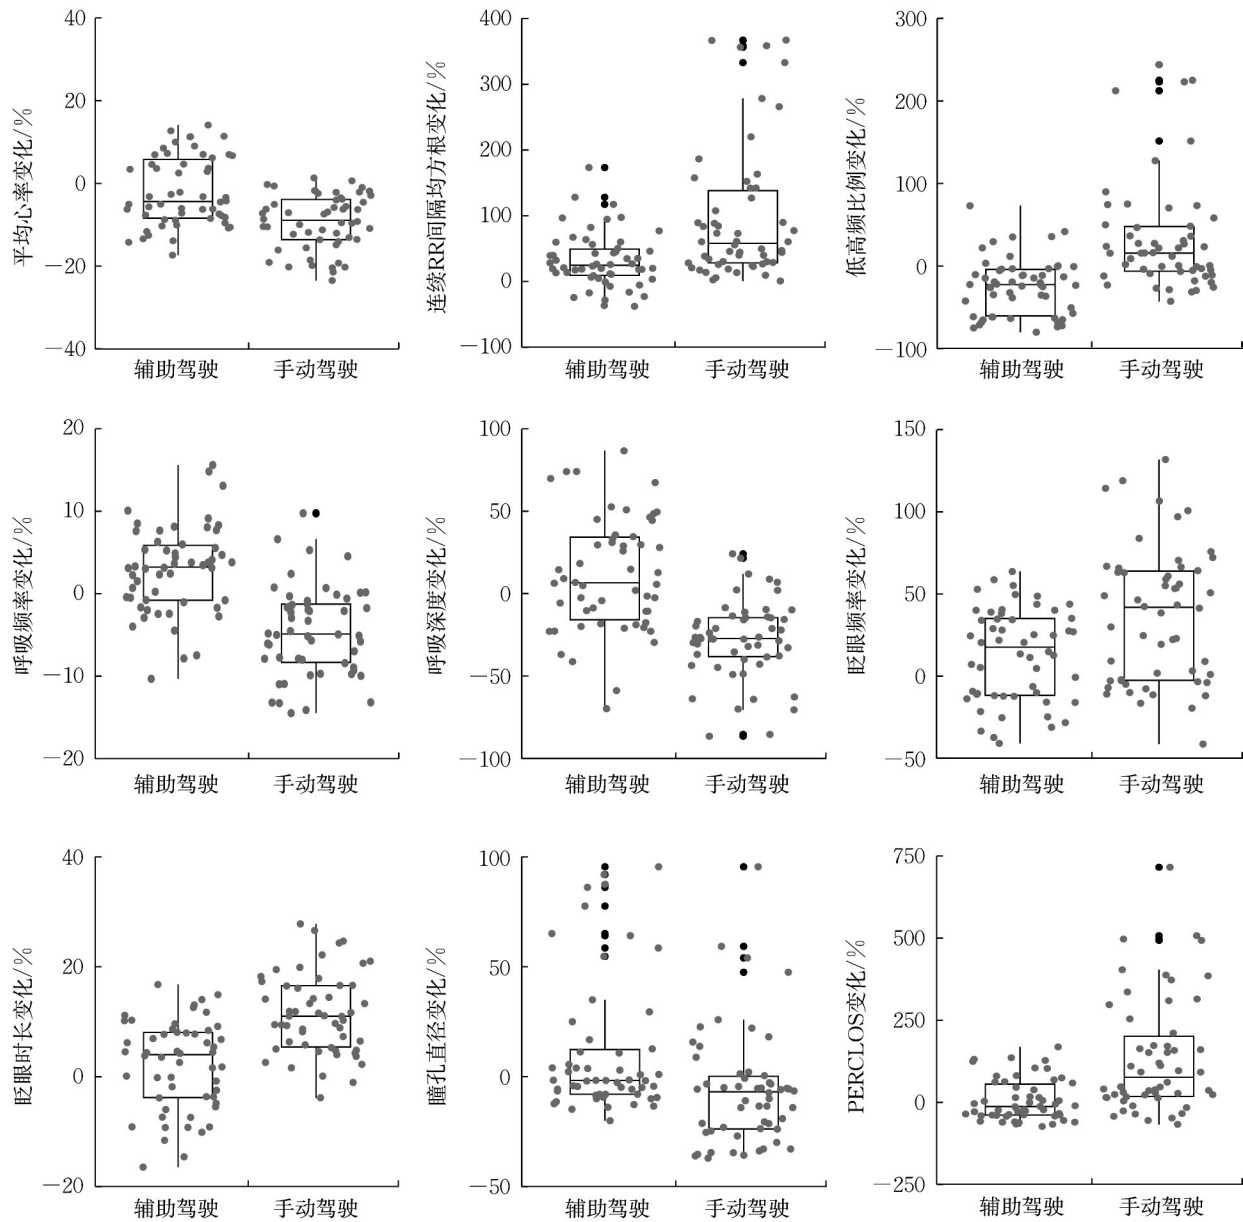 平均心率变化/%
40
20
0
—20
—40
辅助驾驶 手动驾驶
连续RR间隔均方根变化/%
400
300
200
100
0
—100
辅助驾驶 手动驾驶
低高频比例变化/%
300
200
100
0
—100
辅助驾驶 手动驾驶
呼吸频率变化/%
20
10
0
—10
—20
辅助驾驶 手动驾驶
呼吸深度变化/%
100
50
0
—50
—100
辅助驾驶 手动驾驶
眨眼频率变化/%
150
100
50
0
—50
辅助驾驶 手动驾驶
眨眼时长变化/%
40
20
0
—20
辅助驾驶 手动驾驶
瞳孔直径变化/%
100
50
0
—50
辅助驾驶 手动驾驶
PERCLOS变化/%
750
500
250
0
—250
辅助驾驶 手动驾驶